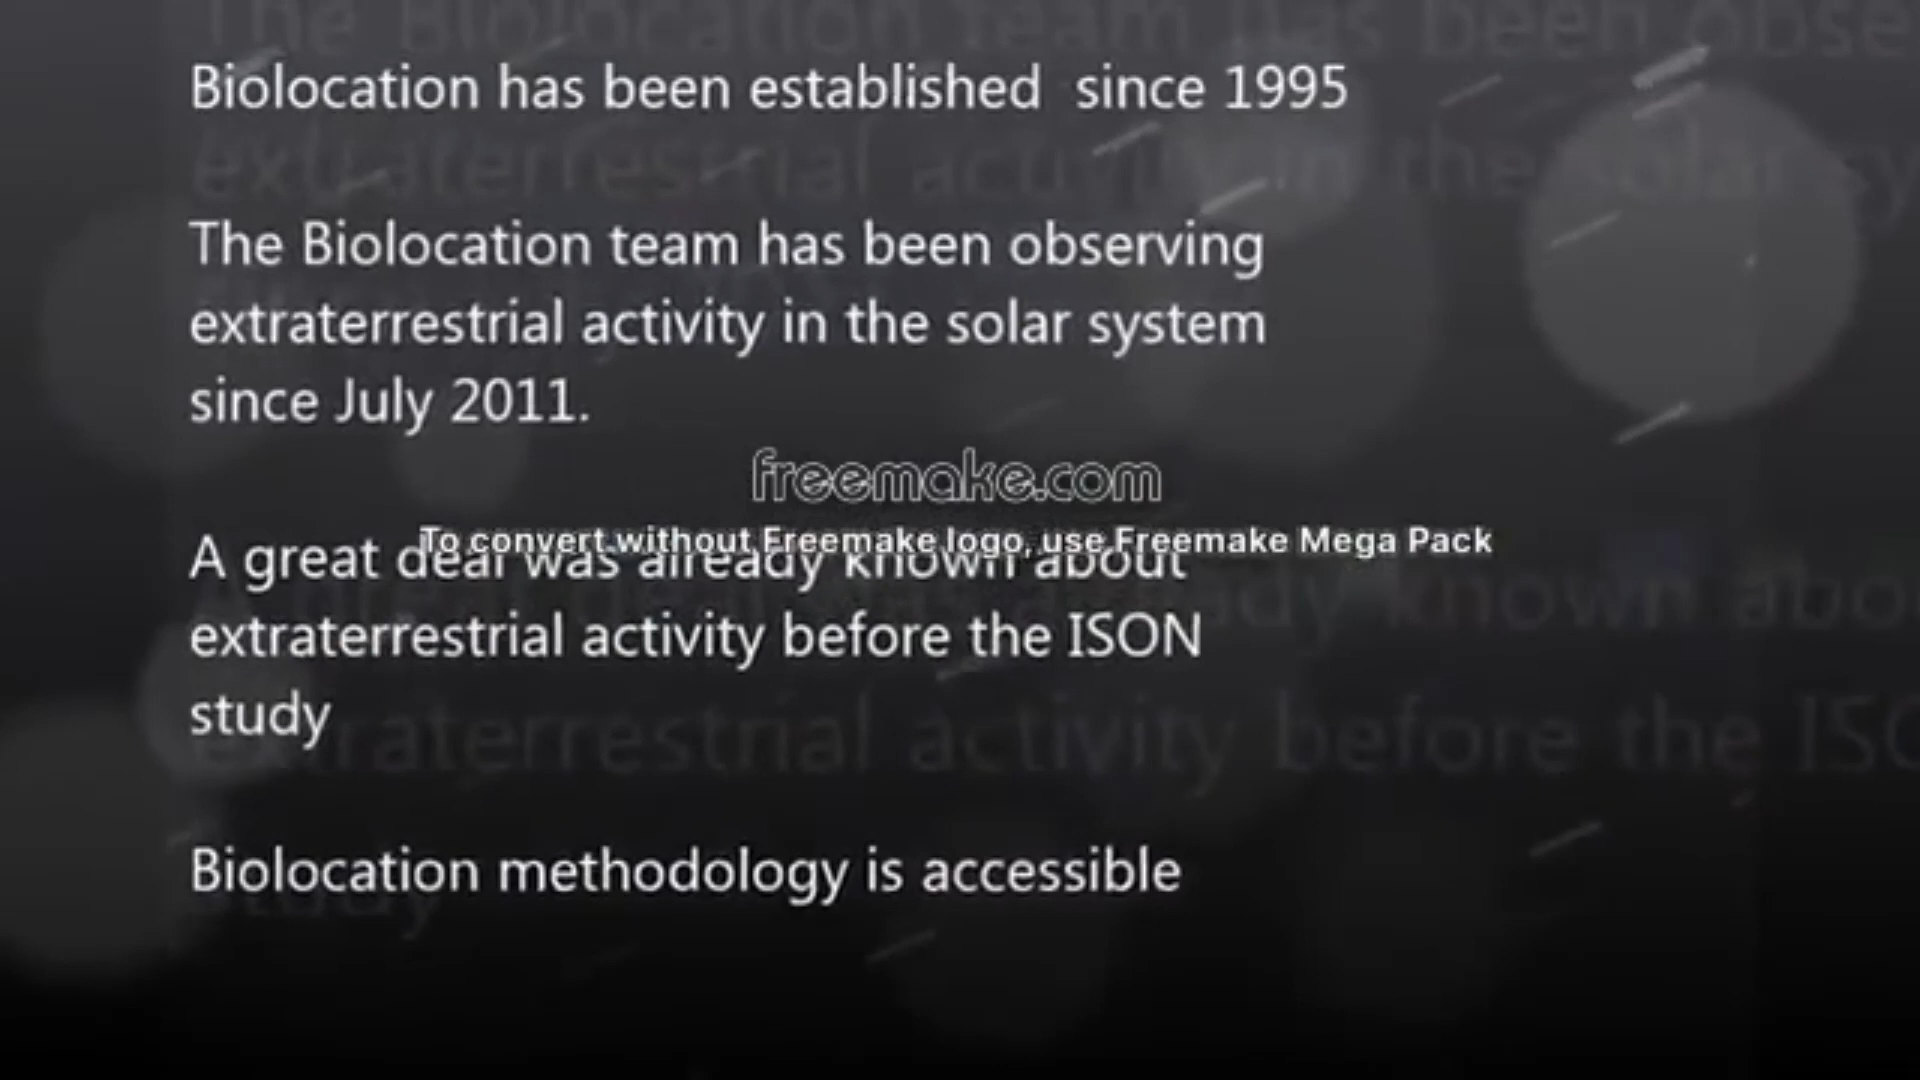 Biolocation has been established  since 1995
The Biolocation team has been observing
extraterrestrial activity in the solar system
since July 2011.
freemake.com
To convert without Freemake logo, use Freemake Mega Pack
A great deal was already known about
extraterrestrial activity before the ISON
study
Biolocation methodology is accessible